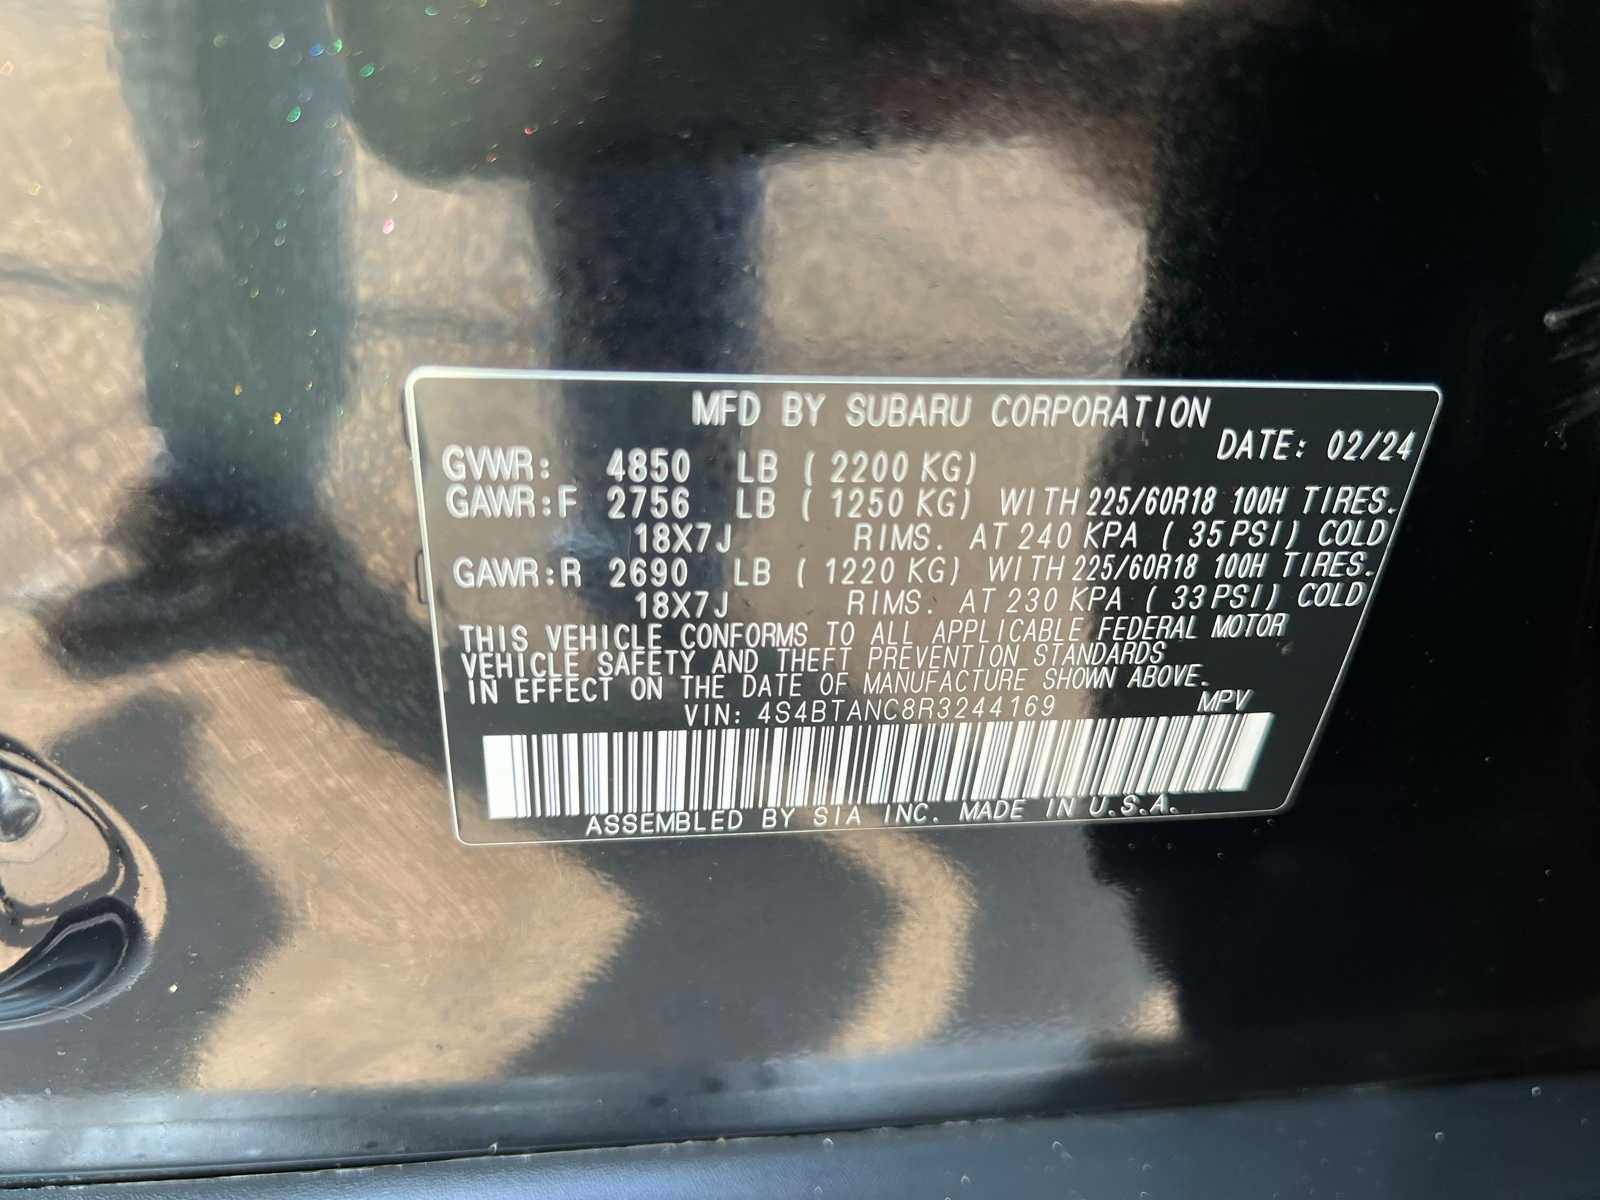 MFD BY SUBARU CORPORATION
DATE: 02/24
GVWR: 4850 LB ( 2200 KG)
GAWR:F 2756 LB ( 1250 KG) WITH 225/60R18 100H TIRES.
18X7J RIMS. AT 240 KPA ( 35 PSI) COLD
GAWR:R 2690 LB ( 1220 KG) WITH 225/60R18 100H TIRES.
18X7J RIMS. AT 230 KPA ( 33 PSI) COLD
THIS VEHICLE CONFORMS TO ALL APPLICABLE FEDERAL MOTOR
VEHICLE SAFETY AND THEFT PREVENTION STANDARDS
IN EFFECT ON THE DATE OF MANUFACTURE SHOWN ABOVE.
VIN: 4S4BTANC8R3244169 MPV
ASSEMBLED BY SIA INC. MADE IN U.S.A.